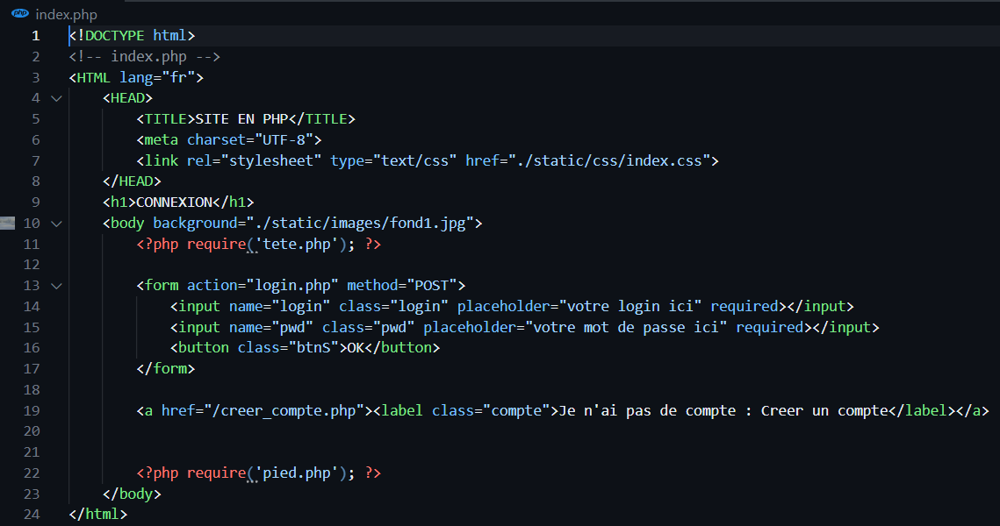 php index.php
1 <!DOCTYPE html>
2 <!-- index.php -->
3 <HTML lang="fr">
4 <HEAD>
5 <TITLE>SITE EN PHP</TITLE>
6 <meta charset="UTF-8">
7 <link rel="stylesheet" type="text/css" href="./static/css/index.css">
8 </HEAD>
9 <h1>CONNEXION</h1>
10 <body background="./static/images/fond1.jpg">
11 <?php require('tete.php'); ?>
12
13 <form action="login.php" method="POST">
14 <input name="login" class="login" placeholder="votre login ici" required></input>
15 <input name="pwd" class="pwd" placeholder="votre mot de passe ici" required></input>
16 <button class="btnS">OK</button>
17 </form>
18
19 <a href="/creer_compte.php"><label class="compte">Je n'ai pas de compte : Creer un compte</label></a>
20
21
22 <?php require('pied.php'); ?>
23 </body>
24 </html>